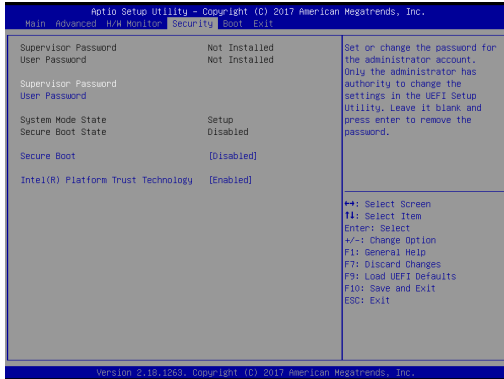 Aptio Setup Utility – Copyright (C) 2017 American Megatrends, Inc.
Main Advanced H/W Monitor Security Boot Exit
Supervisor Password Not Installed
User Password Not Installed
Supervisor Password
User Password
System Mode State Setup
Secure Boot State Disabled
Secure Boot [Disabled]
Intel(R) Platform Trust Technology [Enabled]
Set or change the password for
the administrator account.
Only the administrator has
authority to change the
settings in the UEFI Setup
Utility. Leave it blank and
press enter to remove the
password.
↔: Select Screen
↑↓: Select Item
Enter: Select
+/-: Change Option
F1: General Help
F7: Discard Changes
F9: Load UEFI Defaults
F10: Save and Exit
ESC: Exit
Version 2.18.1263. Copyright (C) 2017 American Megatrends, Inc.